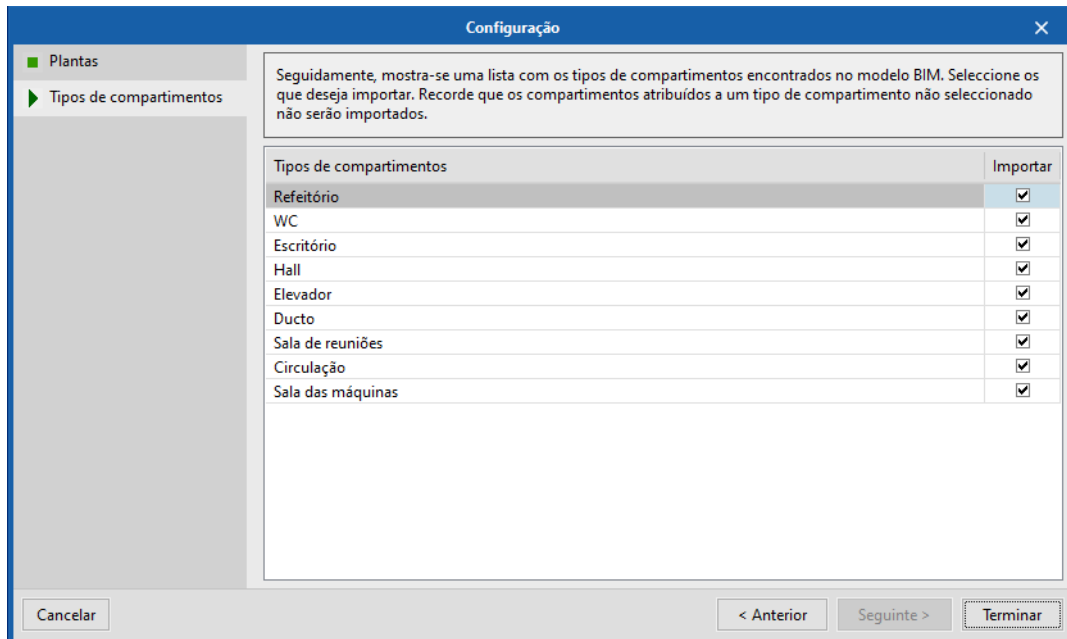 Configuração
Plantas
Tipos de compartimentos
Seguidamente, mostra-se uma lista com os tipos de compartimentos encontrados no modelo BIM. Seleccione os
que deseja importar. Recorde que os compartimentos atribuídos a um tipo de compartimento não seleccionado
não serão importados.
Tipos de compartimentos Importar
Refeitório
WC
Escritório
Hall
Elevador
Ducto
Sala de reuniões
Circulação
Sala das máquinas
Cancelar < Anterior Seguinte > Terminar